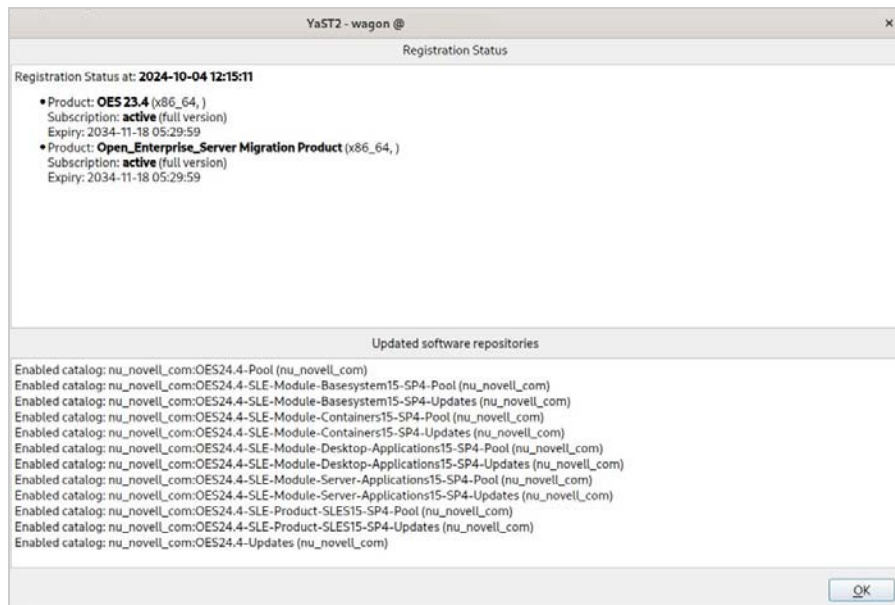 YaST2 - wagon @
×
Registration Status
Registration Status at: 2024-10-04 12:15:11
• Product: OES 23.4 (x86_64, )
Subscription: active (full version)
Expiry: 2034-11-18 05:29:59
• Product: Open_Enterprise_Server Migration Product (x86_64, )
Subscription: active (full version)
Expiry: 2034-11-18 05:29:59
Updated software repositories
Enabled catalog: nu_novell_com:OES24.4-Pool (nu_novell_com)
Enabled catalog: nu_novell_com:OES24.4-SLE-Module-Basesystem15-SP4-Pool (nu_novell_com)
Enabled catalog: nu_novell_com:OES24.4-SLE-Module-Basesystem15-SP4-Updates (nu_novell_com)
Enabled catalog: nu_novell_com:OES24.4-SLE-Module-Containers15-SP4-Pool (nu_novell_com)
Enabled catalog: nu_novell_com:OES24.4-SLE-Module-Containers15-SP4-Updates (nu_novell_com)
Enabled catalog: nu_novell_com:OES24.4-SLE-Module-Desktop-Applications15-SP4-Pool (nu_novell_com)
Enabled catalog: nu_novell_com:OES24.4-SLE-Module-Desktop-Applications15-SP4-Updates (nu_novell_com)
Enabled catalog: nu_novell_com:OES24.4-SLE-Module-Server-Applications15-SP4-Pool (nu_novell_com)
Enabled catalog: nu_novell_com:OES24.4-SLE-Module-Server-Applications15-SP4-Updates (nu_novell_com)
Enabled catalog: nu_novell_com:OES24.4-SLE-Product-SLES15-SP4-Pool (nu_novell_com)
Enabled catalog: nu_novell_com:OES24.4-SLE-Product-SLES15-SP4-Updates (nu_novell_com)
Enabled catalog: nu_novell_com:OES24.4-Updates (nu_novell_com)
OK